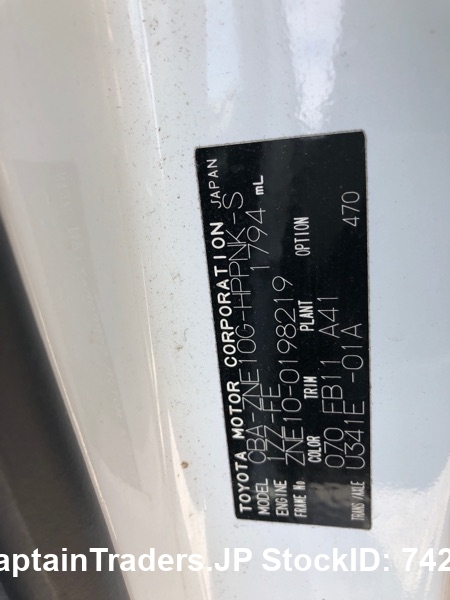 TOYOTA MOTOR CORPORATION JAPAN
MODEL CBA-ZNE10G-HPPNK-S
ENGINE 1ZZ-FE 1794 mL
FRAME No. ZNE10-0198219
COLOR TRIM PLANT OPTION
070 FB11 A41
TRANS/AXLE U341E -01A 470
aptainTraders.JP StockID: 742